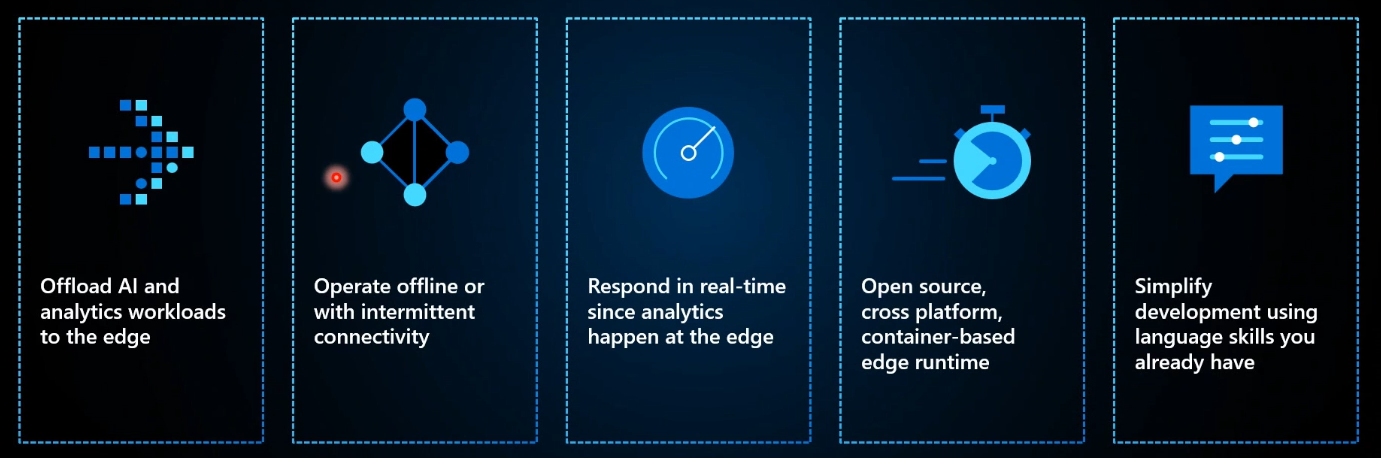 Offload AI and
analytics workloads
to the edge
Operate offline or
with intermittent
connectivity
Respond in real-time
since analytics
happen at the edge
Open source,
cross platform,
container-based
edge runtime
Simplify
development using
language skills you
already have